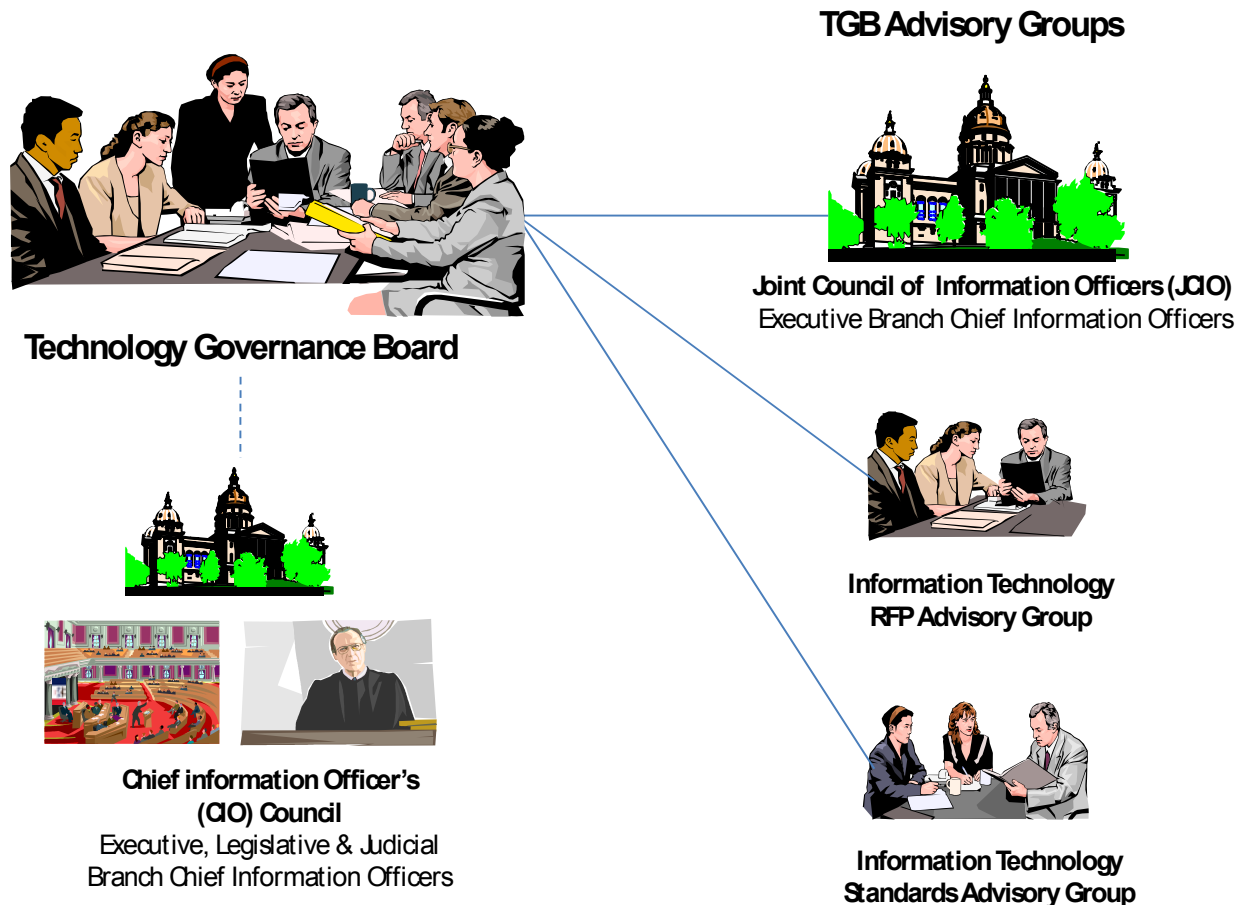 TGB Advisory Groups
Joint Council of Information Officers (JCIO)
Executive Branch Chief Information Officers
Technology Governance Board
Information Technology
RFP Advisory Group
Chief information Officer's
(CIO) Council
Executive, Legislative & Judicial
Branch Chief Information Officers
Information Technology
Standards Advisory Group